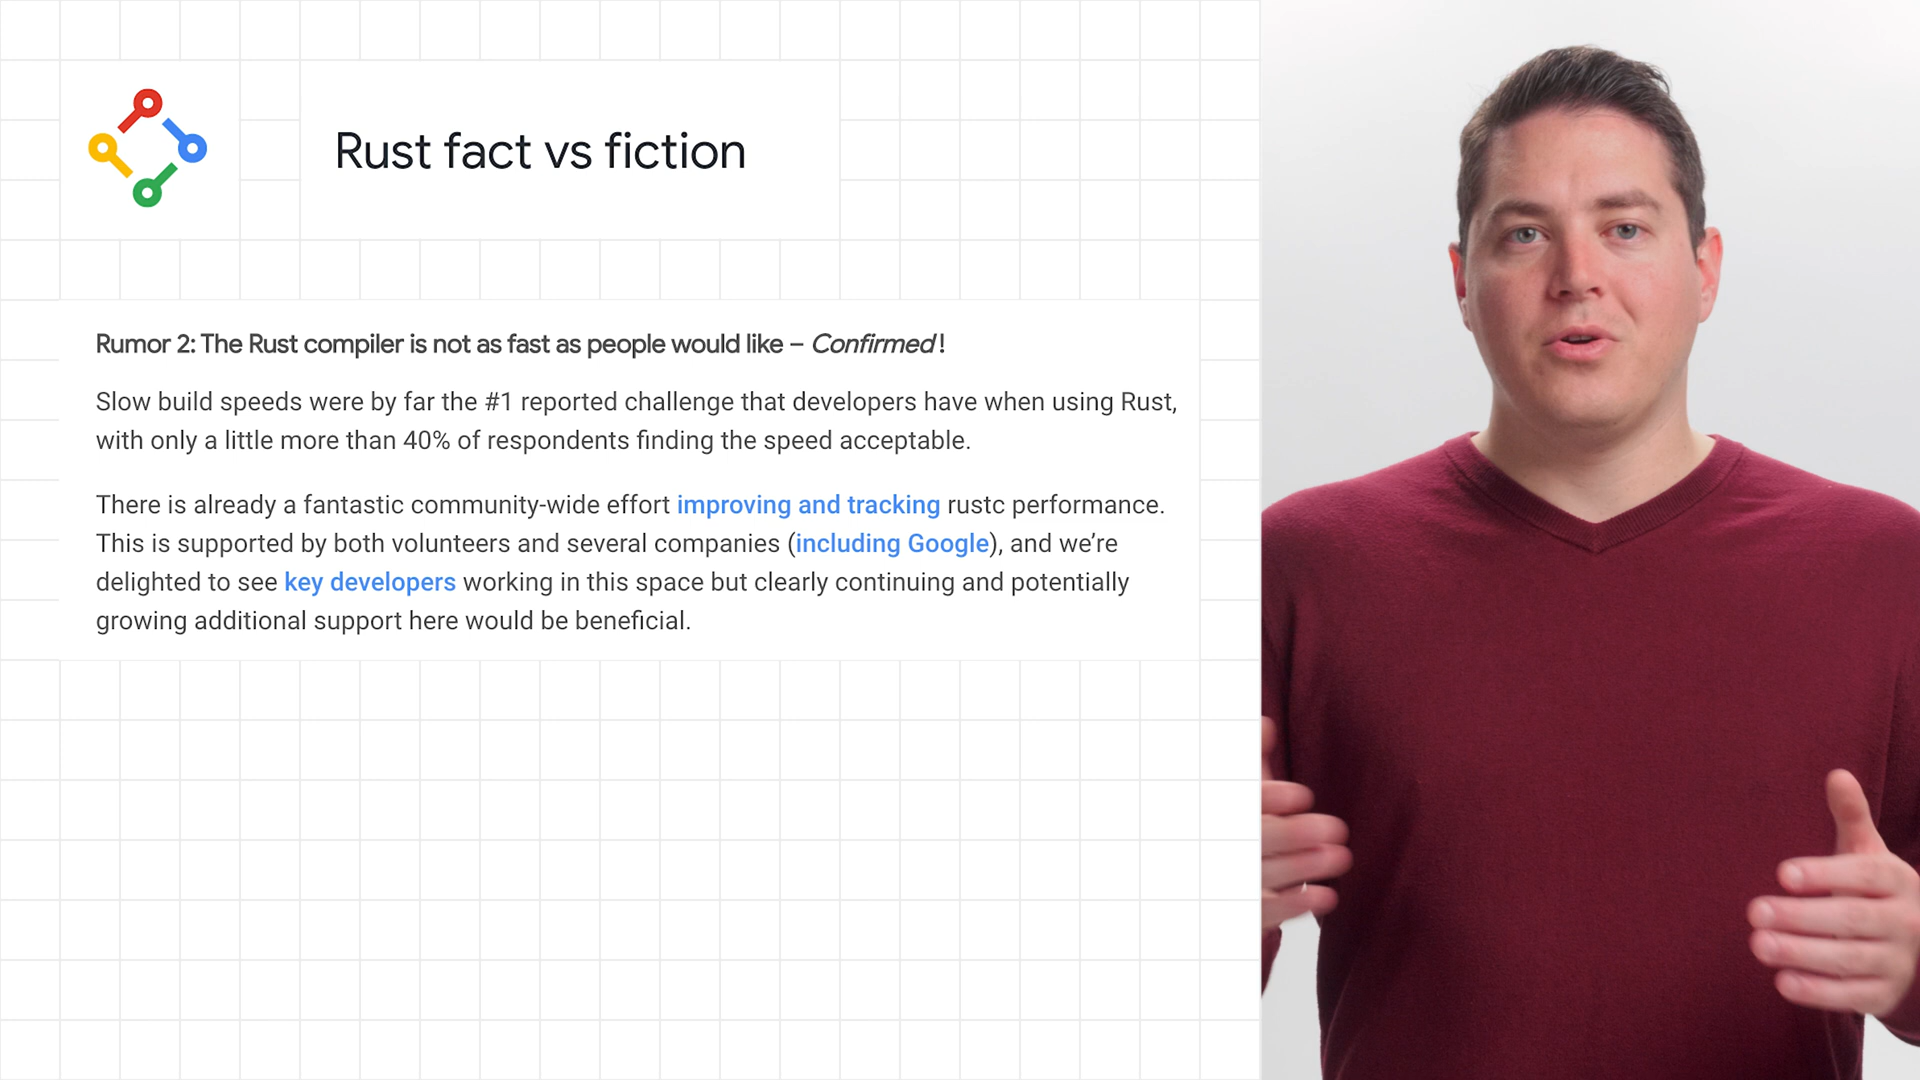 Rust fact vs fiction
Rumor 2: The Rust compiler is not as fast as people would like – Confirmed!
Slow build speeds were by far the #1 reported challenge that developers have when using Rust,
with only a little more than 40% of respondents finding the speed acceptable.
There is already a fantastic community-wide effort improving and tracking rustc performance.
This is supported by both volunteers and several companies (including Google), and we’re
delighted to see key developers working in this space but clearly continuing and potentially
growing additional support here would be beneficial.